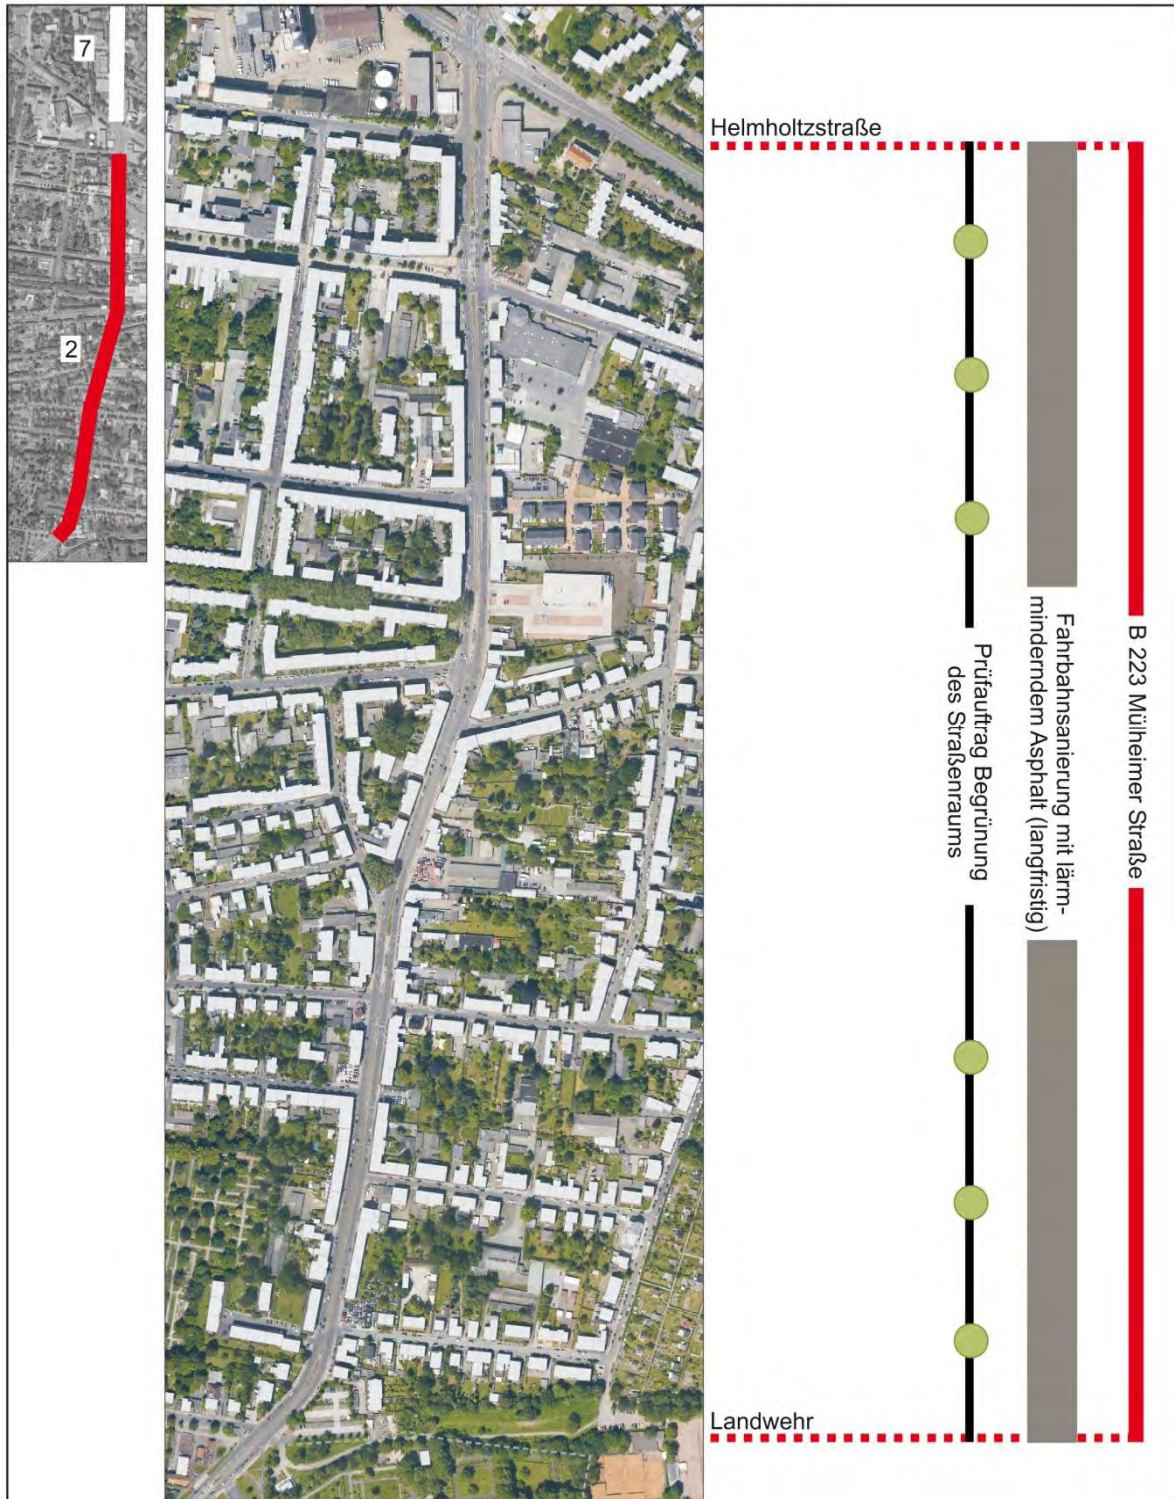 7
2
Helmholtzstraße
B 223 Mülheimer Straße
Fahrbahnsanierung mit lärm-
minderndem Asphalt (langfristig)
Prüfauftrag Begrünung
des Straßenraums
Landwehr